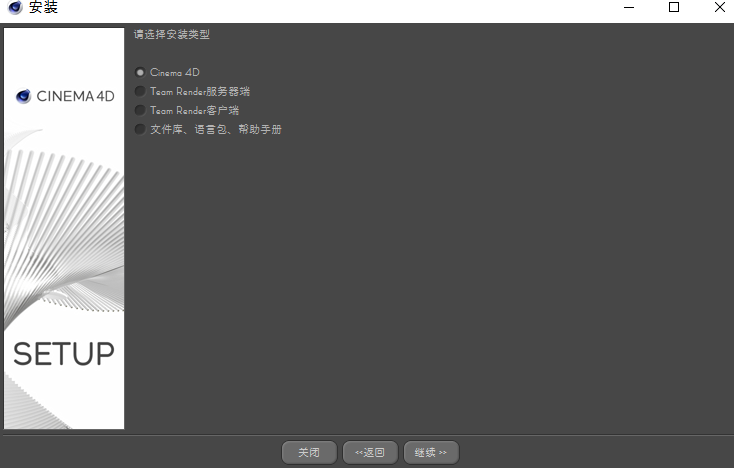 安装
请选择安装类型
Cinema 4D
Team Render服务器端
Team Render客户端
文件库、语言包、帮助手册
CINEMA 4D
SETUP
关闭
<<返回
继续 >>